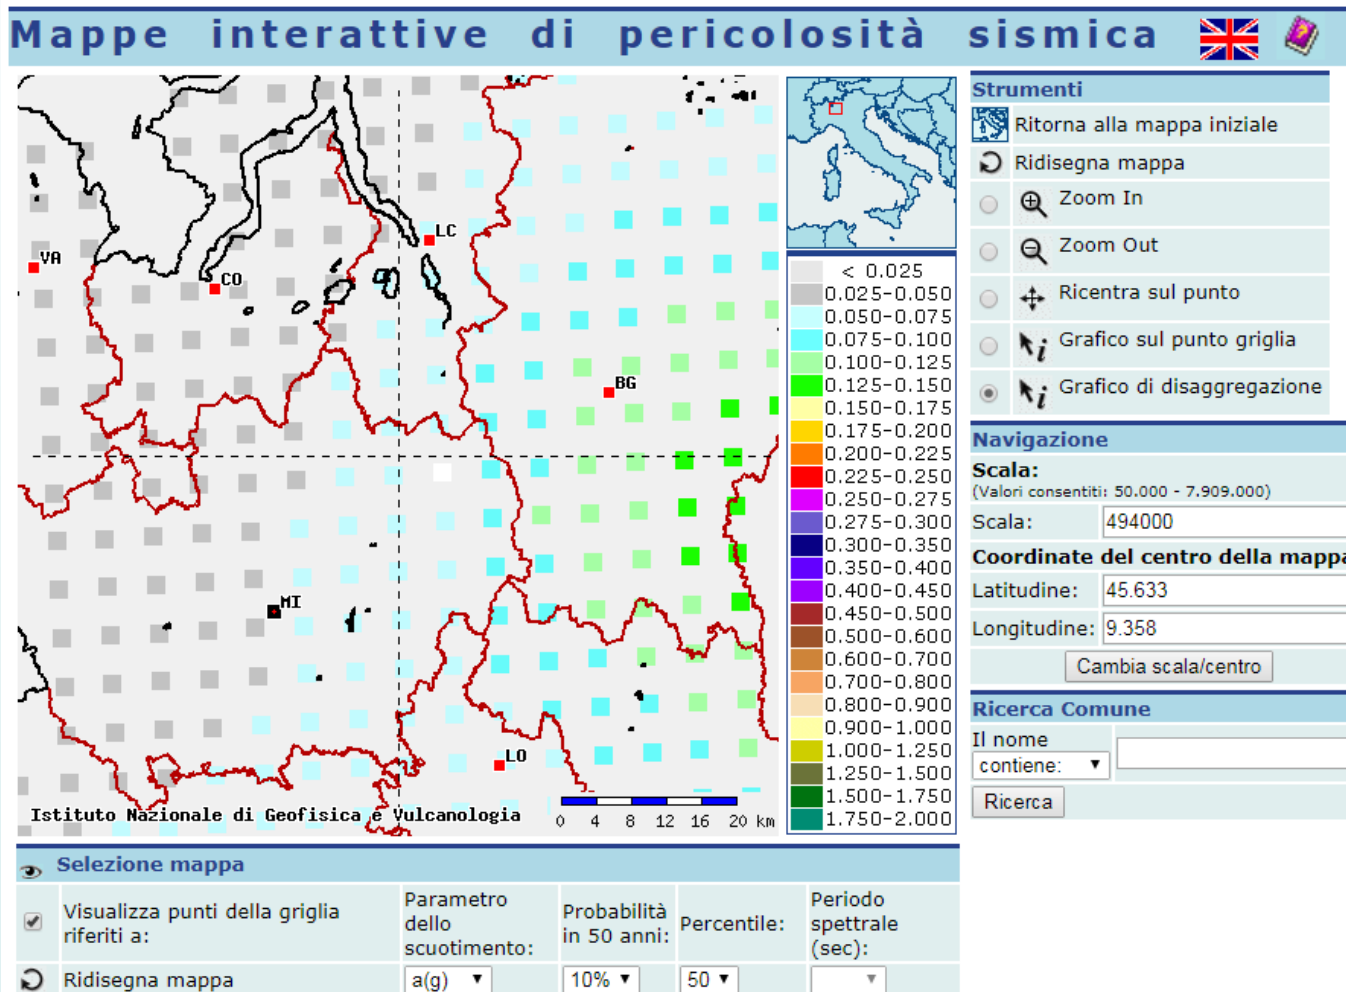 Mappe interattive di pericolosità sismica
VA
CO
LC
BG
MI
LO
Istituto Nazionale di Geofisica e Vulcanologia
0 4 8 12 16 20 km
< 0.025
0.025-0.050
0.050-0.075
0.075-0.100
0.100-0.125
0.125-0.150
0.150-0.175
0.175-0.200
0.200-0.225
0.225-0.250
0.250-0.275
0.275-0.300
0.300-0.350
0.350-0.400
0.400-0.450
0.450-0.500
0.500-0.600
0.600-0.700
0.700-0.800
0.800-0.900
0.900-1.000
1.000-1.250
1.250-1.500
1.500-1.750
1.750-2.000
Strumenti
Ritorna alla mappa iniziale
Ridisegna mappa
Zoom In
Zoom Out
Ricentra sul punto
Grafico sul punto griglia
Grafico di disaggregazione
Navigazione
Scala:
(Valori consentiti: 50.000 - 7.909.000)
Scala: 494000
Coordinate del centro della mappa
Latitudine: 45.633
Longitudine: 9.358
Cambia scala/centro
Ricerca Comune
Il nome
contiene:
Ricerca
Selezione mappa
Visualizza punti della griglia
riferiti a:
Parametro
dello
scuotimento:
Probabilità
in 50 anni:
Percentile:
Periodo
spettrale
(sec):
Ridisegna mappa
a(g)
10%
50